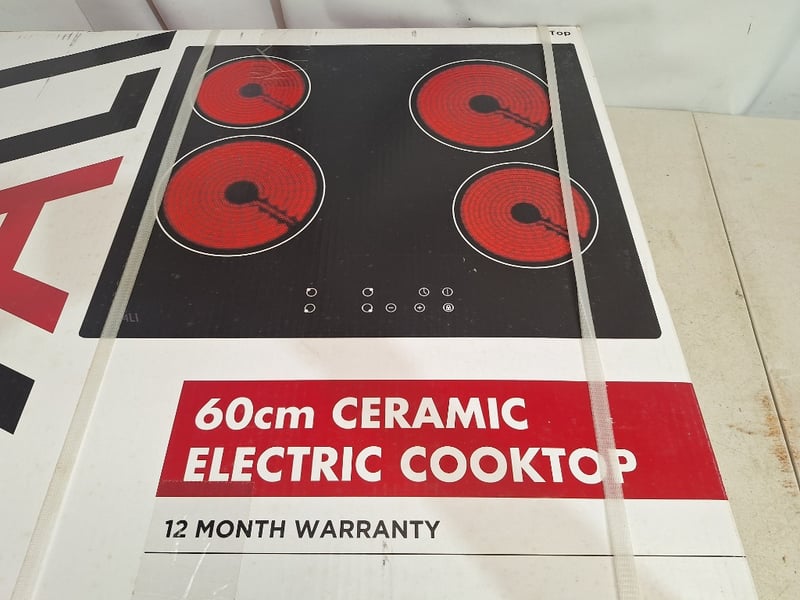 Top
60cm CERAMIC
ELECTRIC COOKTOP
12 MONTH WARRANTY